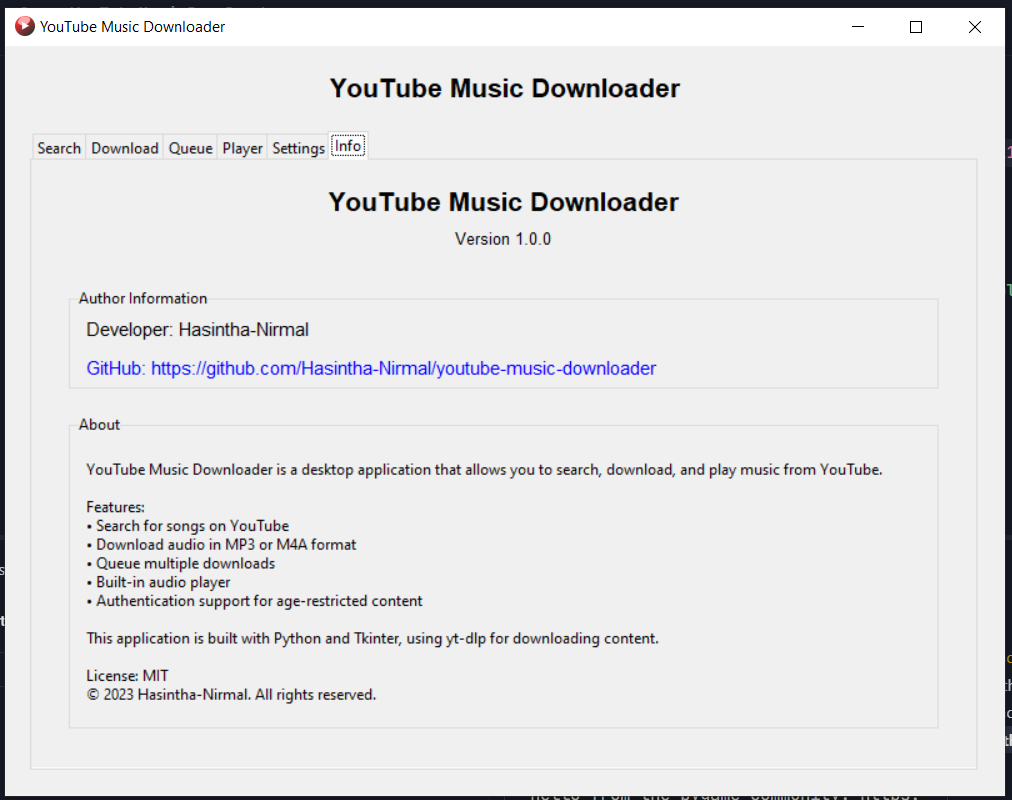 YouTube Music Downloader
YouTube Music Downloader
Search Download Queue Player Settings Info
YouTube Music Downloader
Version 1.0.0
Author Information
Developer: Hasintha-Nirmal
GitHub: https://github.com/Hasintha-Nirmal/youtube-music-downloader
About
YouTube Music Downloader is a desktop application that allows you to search, download, and play music from YouTube.
Features:
• Search for songs on YouTube
• Download audio in MP3 or M4A format
• Queue multiple downloads
• Built-in audio player
• Authentication support for age-restricted content
This application is built with Python and Tkinter, using yt-dlp for downloading content.
License: MIT
© 2023 Hasintha-Nirmal. All rights reserved.